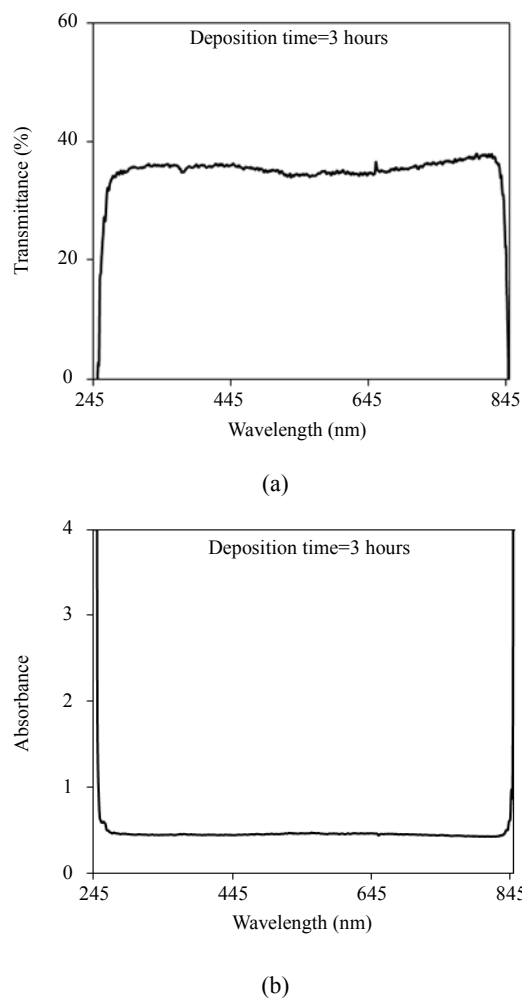 60
Deposition time=3 hours
40
Transmittance (%)
20
0
245 445 645 845
Wavelength (nm)
(a)
4
Deposition time=3 hours
3
Absorbance
2
1
0
245 445 645 845
Wavelength (nm)
(b)